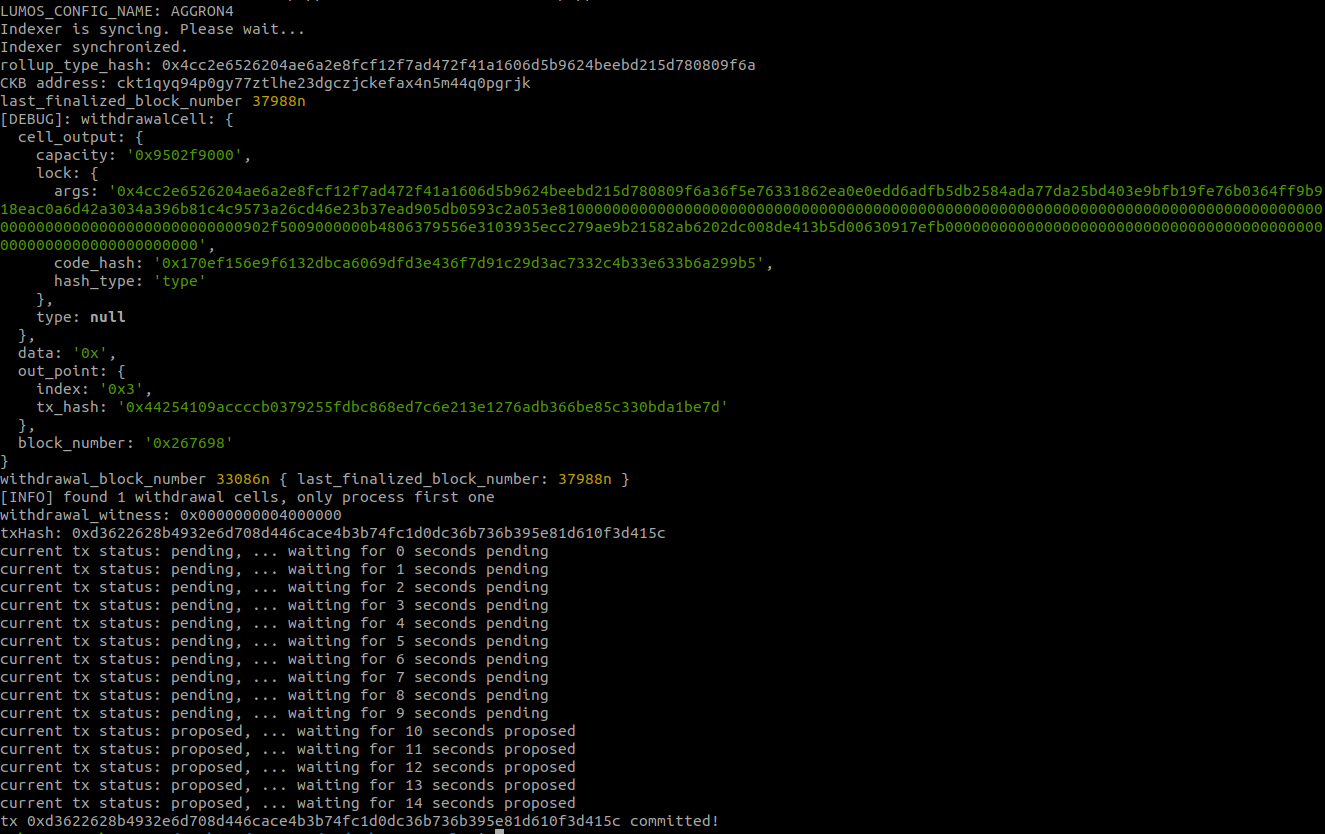 LUMOS_CONFIG_NAME: AGGRON4
Indexer is syncing. Please wait...
Indexer synchronized.
rollup_type_hash: 0x4cc2e6526204ae6a2e8fcf12f7ad472f41a1606d5b9624beebd215d780809f6a
CKB address: ckt1qyq94p0gy77ztlhe23dgczjckefax4n5m44q0pgrjk
last_finalized_block_number 37988n
[DEBUG]: withdrawalCell: {
  cell_output: {
    capacity: '0x9502f9000',
    lock: {
      args: '0x4cc2e6526204ae6a2e8fcf12f7ad472f41a1606d5b9624beebd215d780809f6a36f5e76331862ea0e0edd6adfb5db2584ada77da25bd403e9bfb19fe76b0364ff9b9
      code_hash: '0x170ef156e9f6132dbca6069dfd3e436f7d91c29d3ac7332c4b33e633b6a299b5',
      hash_type: 'type'
    },
    type: null
  },
  data: '0x',
  out_point: {
    index: '0x3',
    tx_hash: '0x44254109accccb0379255fdbc868ed7c6e213e1276adb366be85c330bda1be7d'
  },
  block_number: '0x267698'
}
withdrawal_block_number 33086n { last_finalized_block_number: 37988n }
[INFO] found 1 withdrawal cells, only process first one
withdrawal_witness: 0x0000000004000000
txHash: 0xd3622628b4932e6d708d446cace4b3b74fc1d0dc36b736b395e81d610f3d415c
current tx status: pending, ... waiting for 0 seconds pending
current tx status: pending, ... waiting for 1 seconds pending
current tx status: pending, ... waiting for 2 seconds pending
current tx status: pending, ... waiting for 3 seconds pending
current tx status: pending, ... waiting for 4 seconds pending
current tx status: pending, ... waiting for 5 seconds pending
current tx status: pending, ... waiting for 6 seconds pending
current tx status: pending, ... waiting for 7 seconds pending
current tx status: pending, ... waiting for 8 seconds pending
current tx status: pending, ... waiting for 9 seconds pending
current tx status: proposed, ... waiting for 10 seconds proposed
current tx status: proposed, ... waiting for 11 seconds proposed
current tx status: proposed, ... waiting for 12 seconds proposed
current tx status: proposed, ... waiting for 13 seconds proposed
current tx status: proposed, ... waiting for 14 seconds proposed
tx 0xd3622628b4932e6d708d446cace4b3b74fc1d0dc36b736b395e81d610f3d415c committed!